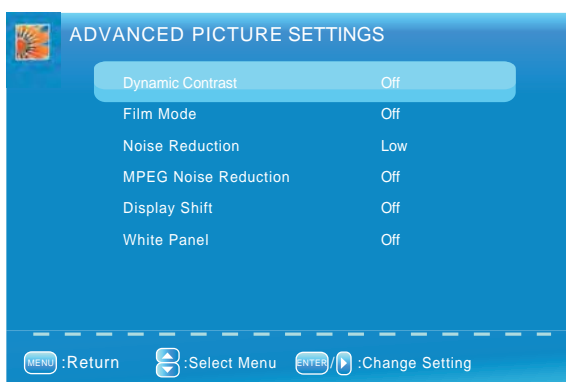 ADVANCED PICTURE SETTINGS
Dynamic Contrast Off
Film Mode Off
Noise Reduction Low
MPEG Noise Reduction Off
Display Shift Off
White Panel Off
MENU :Return :Select Menu ENTER / :Change Setting